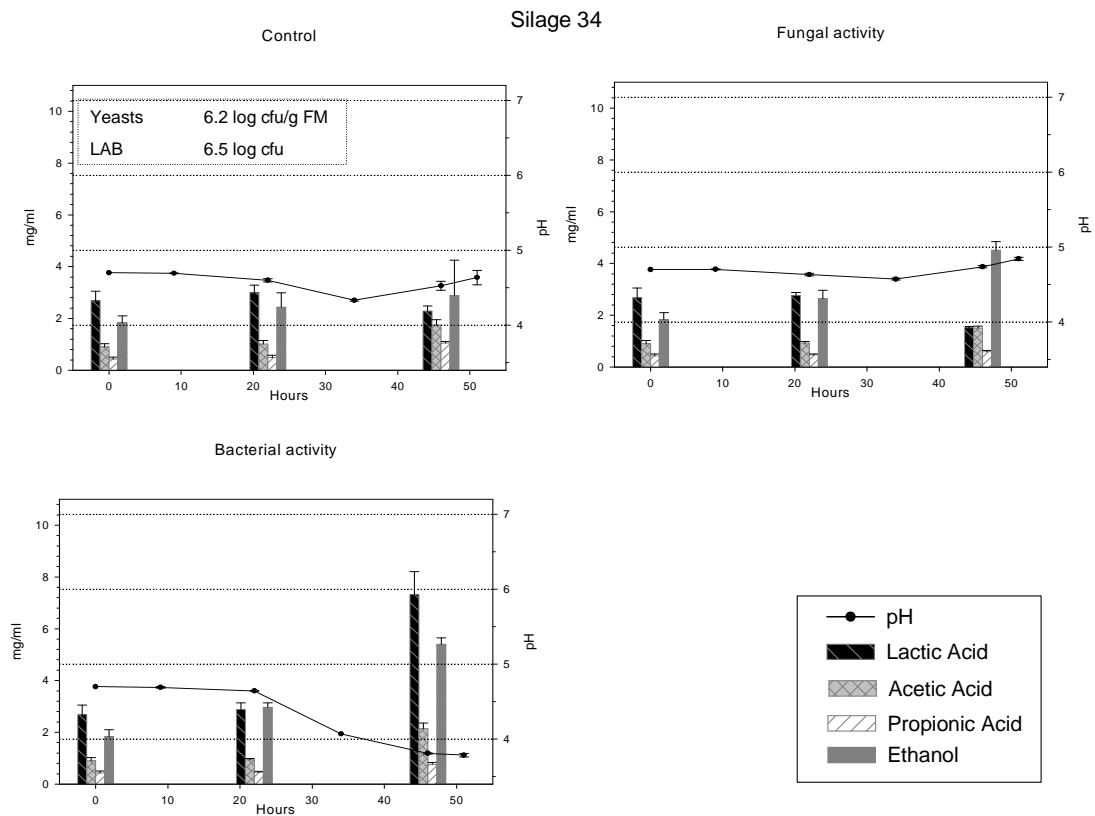 Silage 34
Control
Yeasts 6.2 log cfu/g FM
LAB 6.5 log cfu
mg/ml
10
8
6
4
2
0
7
6
5
4
pH
0 10 20 30 40 50
Hours
Fungal activity
mg/ml
10
8
6
4
2
0
7
6
5
4
pH
0 10 20 30 40 50
Hours
Bacterial activity
mg/ml
10
8
6
4
2
0
7
6
5
4
pH
0 10 20 30 40 50
Hours
pH
Lactic Acid
Acetic Acid
Propionic Acid
Ethanol